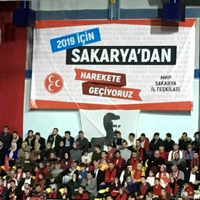 2019 İÇİN
SAKARYA'DAN
HAREKETE
GEÇİYORUZ
MHP
SAKARYA
İL TEŞKİLATI